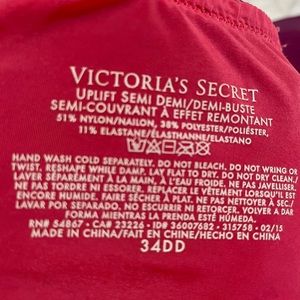 VICTORIA'S SECRET
UPLIFT SEMI DEMI/DEMI-BUSTE
SEMI-COUVRANT À EFFET REMONTANT
51% NYLON/NAILON, 38% POLYESTER/POLIÉSTER,
11% ELASTANE/ÉLASTHANNE/ELASTANO
HAND WASH COLD SEPARATELY. DO NOT BLEACH. DO NOT WRING OR
TWIST. RESHAPE WHILE DAMP. LAY FLAT TO DRY. DO NOT DRY CLEAN./
LAVER SÉPARÉMENT À LA MAIN, À L'EAU FROIDE. NE PAS JAVELLISER.
NE PAS TORDRE NI ESSORER. REPLACER LE VÊTEMENT LORSQU'IL EST
ENCORE HUMIDE. FAIRE SÉCHER À PLAT. NE PAS NETTOYER À SEC./
LAVAR POR SEPARADO A MANO EN AGUA FRÍA. NO USAR
BLANQUEADOR. NO EXPRIMIR NI RETORCER. VOLVER A DAR
FORMA MIENTRAS LA PRENDA ESTÉ HÚMEDA.
RN# 54867 • CA# 23226 • ID# 36007682 • 315758 • 02/15
MADE IN CHINA/FAIT EN CHINE/HECHO EN CHINA
34DD